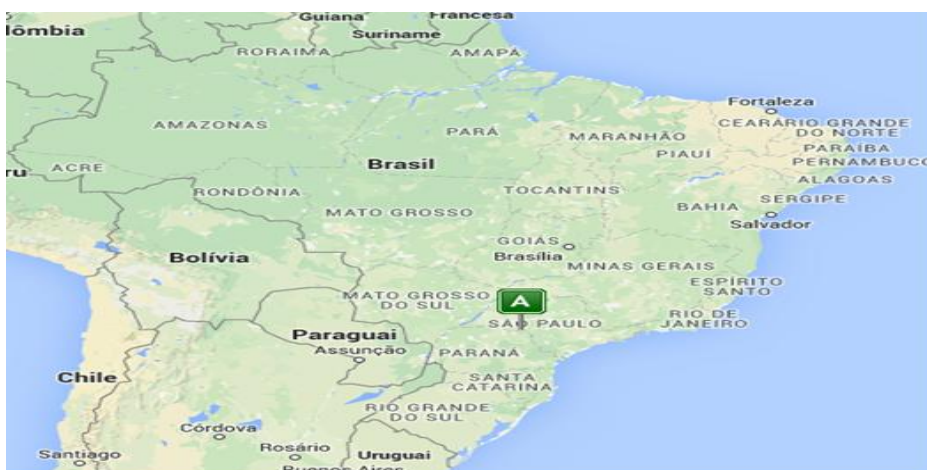 Guiana
Francesa
lômbia
Suriname
RORAIMA
AMAPÁ
Fortaleza
AMAZONAS
PARÁ
MARANHÃO
CEARÁ
RIO GRANDE
DO NORTE
PIAUÍ
PARAÍBA
PERNAMBUCO
ru
ACRE
Brasil
ALAGOAS
RONDÔNIA
TOCANTINS
SERGIPE
MATO GROSSO
BAHIA
Salvador
GOIÁS
Brasília
Bolívia
MINAS GERAIS
ESPÍRITO
SANTO
MATO GROSSO
DO SUL
A
SÃO PAULO
RIO DE
JANEIRO
Paraguai
Assunção
PARANÁ
Chile
SANTA
CATARINA
RIO GRANDE
DO SUL
Córdova
Rosário
Uruguai
Santiago
Buenos Aires